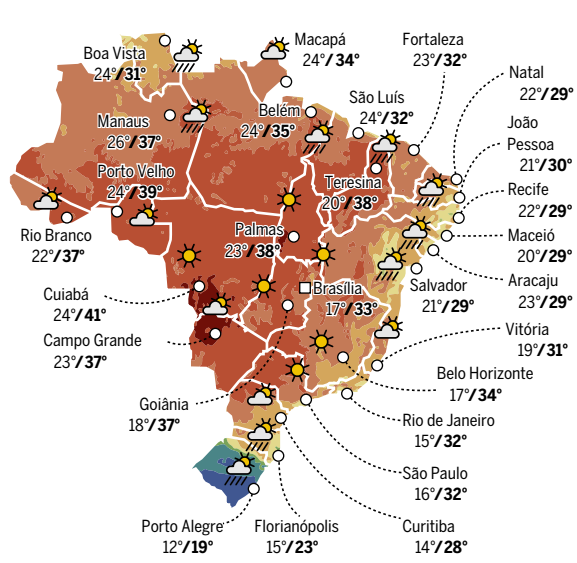 Boa Vista
24°/31°
Macapá
24°/34°
Fortaleza
23°/32°
Natal
22°/29°
São Luís
24°/32°
Belém
24°/35°
Manaus
26°/37°
João
Pessoa
21°/30°
Porto Velho
24°/39°
Teresina
20°/38°
Recife
22°/29°
Rio Branco
22°/37°
Palmas
23°/38°
Maceió
20°/29°
Aracaju
23°/29°
Salvador
21°/29°
Cuiabá
24°/41°
Brasília
17°/33°
Campo Grande
23°/37°
Vitória
19°/31°
Belo Horizonte
17°/34°
Goiânia
18°/37°
Rio de Janeiro
15°/32°
São Paulo
16°/32°
Porto Alegre
12°/19°
Florianópolis
15°/23°
Curitiba
14°/28°